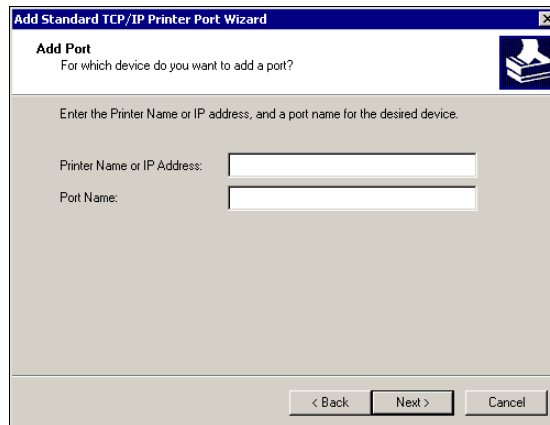 Add Standard TCP/IP Printer Port Wizard
Add Port
For which device do you want to add a port?
Enter the Printer Name or IP address, and a port name for the desired device.
Printer Name or IP Address:
Port Name:
< Back Next > Cancel